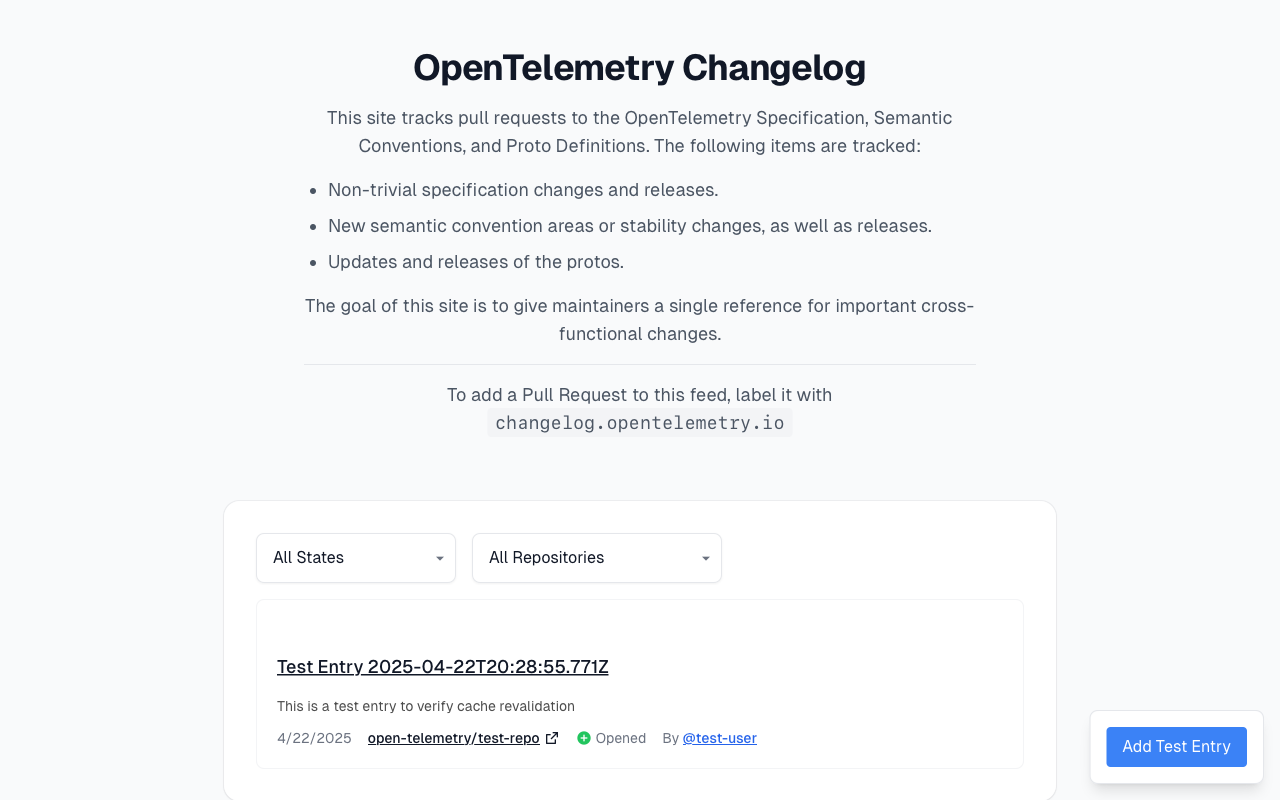 OpenTelemetry Changelog
This site tracks pull requests to the OpenTelemetry Specification, Semantic
Conventions, and Proto Definitions. The following items are tracked:
• Non-trivial specification changes and releases.
• New semantic convention areas or stability changes, as well as releases.
• Updates and releases of the protos.
The goal of this site is to give maintainers a single reference for important cross-
functional changes.
To add a Pull Request to this feed, label it with
changelog.opentelemetry.io
All States
All Repositories
Test Entry 2025-04-22T20:28:55.771Z
This is a test entry to verify cache revalidation
4/22/2025 open-telemetry/test-repo Opened By @test-user
Add Test Entry